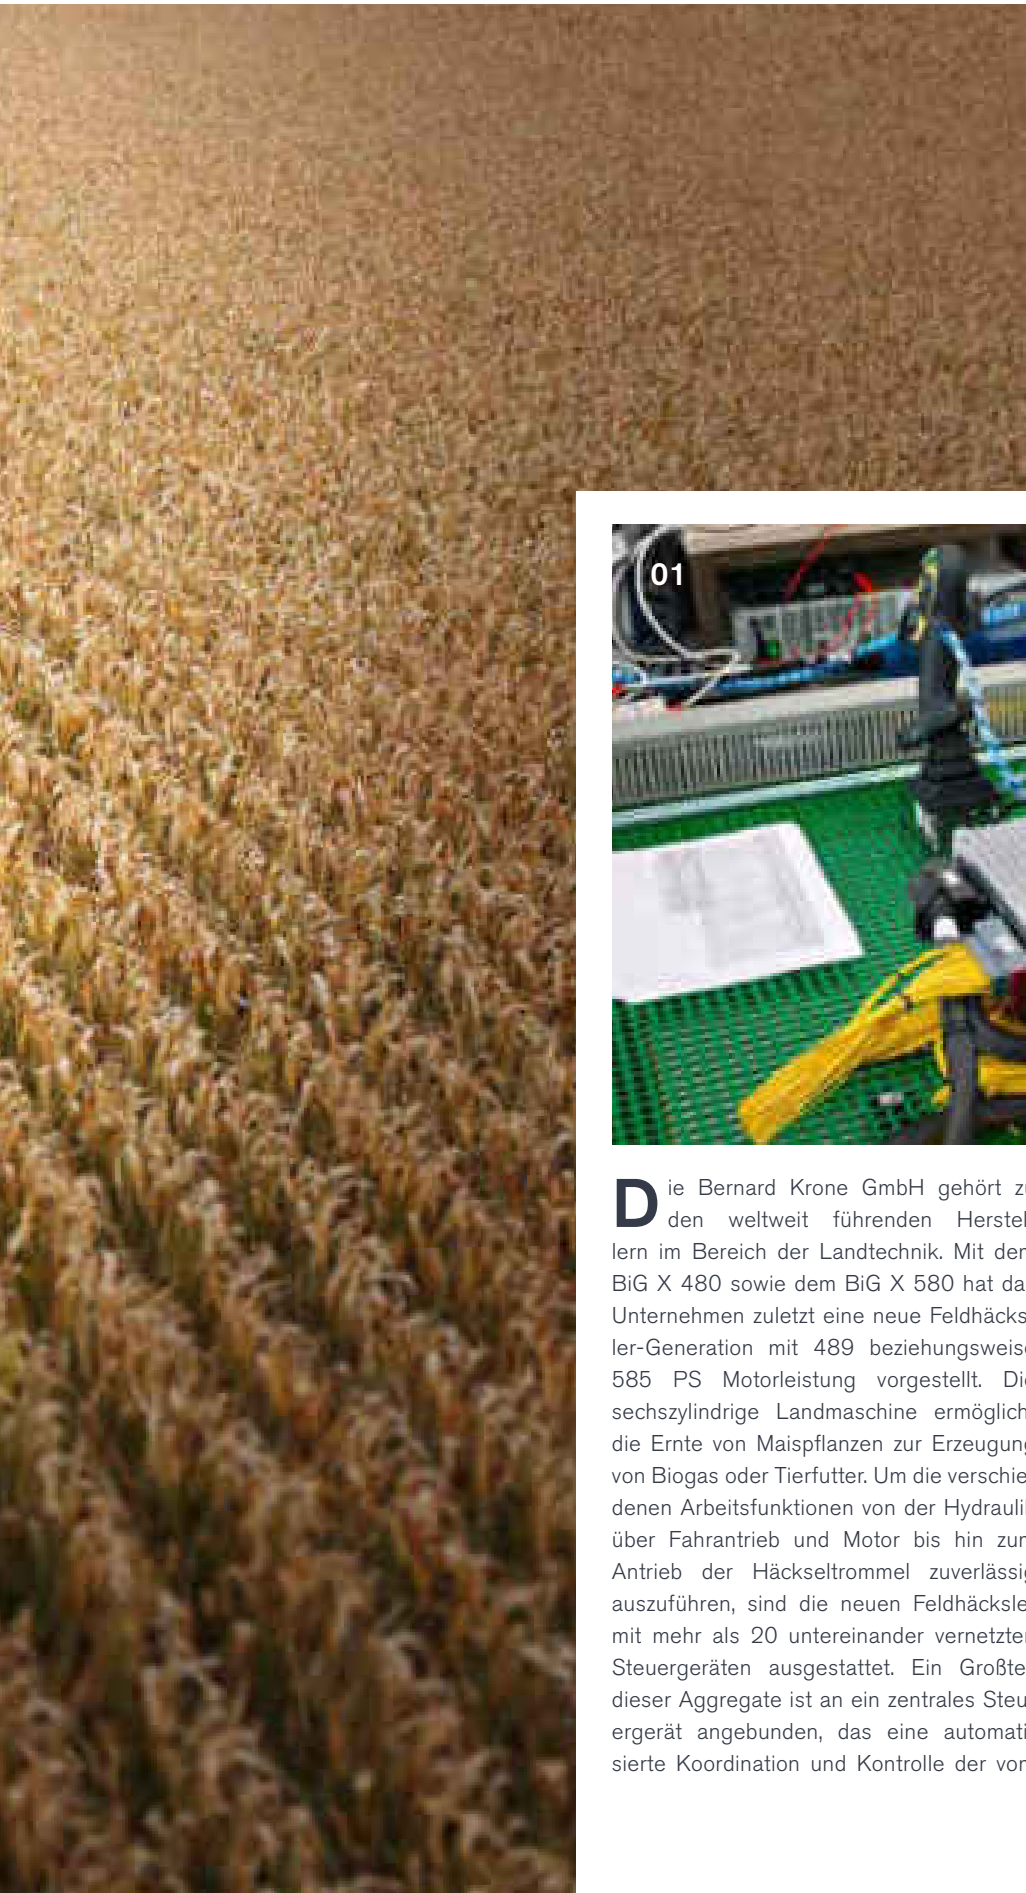 01
Die Bernard Krone GmbH gehört zu
den weltweit führenden Herstel
lern im Bereich der Landtechnik. Mit dem
BiG X 480 sowie dem BiG X 580 hat das
Unternehmen zuletzt eine neue Feldhäcks-
ler-Generation mit 489 beziehungsweise
585 PS Motorleistung vorgestellt. Die
sechszylindrige Landmaschine ermöglicht
die Ernte von Maispflanzen zur Erzeugung
von Biogas oder Tierfutter. Um die verschie-
denen Arbeitsfunktionen von der Hydraulik
über Fahrantrieb und Motor bis hin zum
Antrieb der Häckseltrommel zuverlässig
auszuführen, sind die neuen Feldhäcksler
mit mehr als 20 untereinander vernetzten
Steuergeräten ausgestattet. Ein Großteil
dieser Aggregate ist an ein zentrales Steu-
ergerät angebunden, das eine automati-
sierte Koordination und Kontrolle der